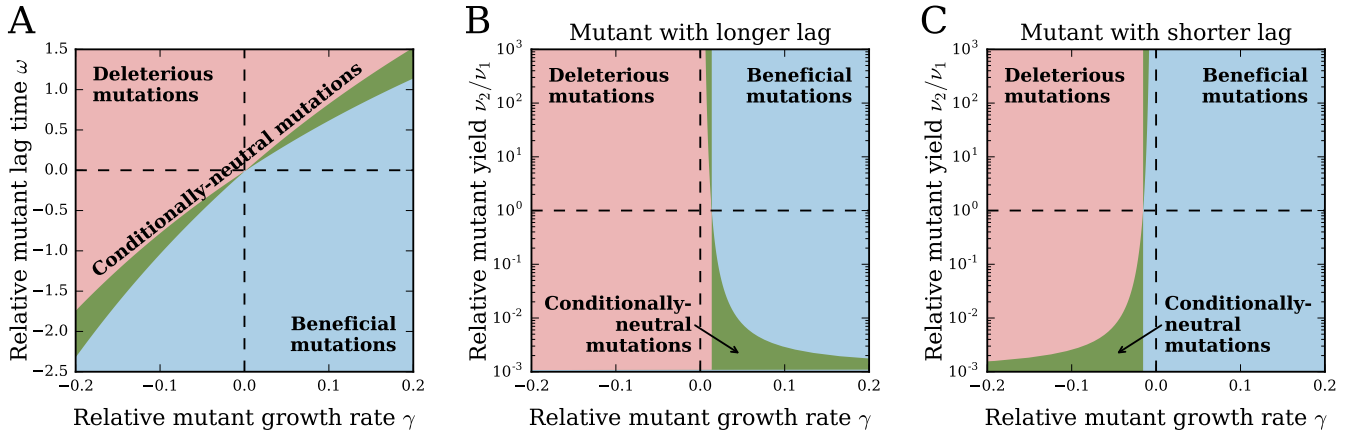 A
Relative mutant lag time ω
1.5
1.0
0.5
0.0
−0.5
−1.0
−1.5
−2.0
−2.5
Deleterious
mutations
Conditionally-neutral mutations
Beneficial
mutations
−0.2
−0.1
0.0
0.1
0.2
Relative mutant growth rate γ
B
Mutant with longer lag
Relative mutant yield ν₂/ν₁
10³
10²
10¹
10⁰
10⁻¹
10⁻²
10⁻³
Deleterious
mutations
Beneficial
mutations
Conditionally-
neutral
mutations
−0.2
−0.1
0.0
0.1
0.2
Relative mutant growth rate γ
C
Mutant with shorter lag
Relative mutant yield ν₂/ν₁
10³
10²
10¹
10⁰
10⁻¹
10⁻²
10⁻³
Deleterious
mutations
Beneficial
mutations
Conditionally-
neutral
mutations
−0.2
−0.1
0.0
0.1
0.2
Relative mutant growth rate γ